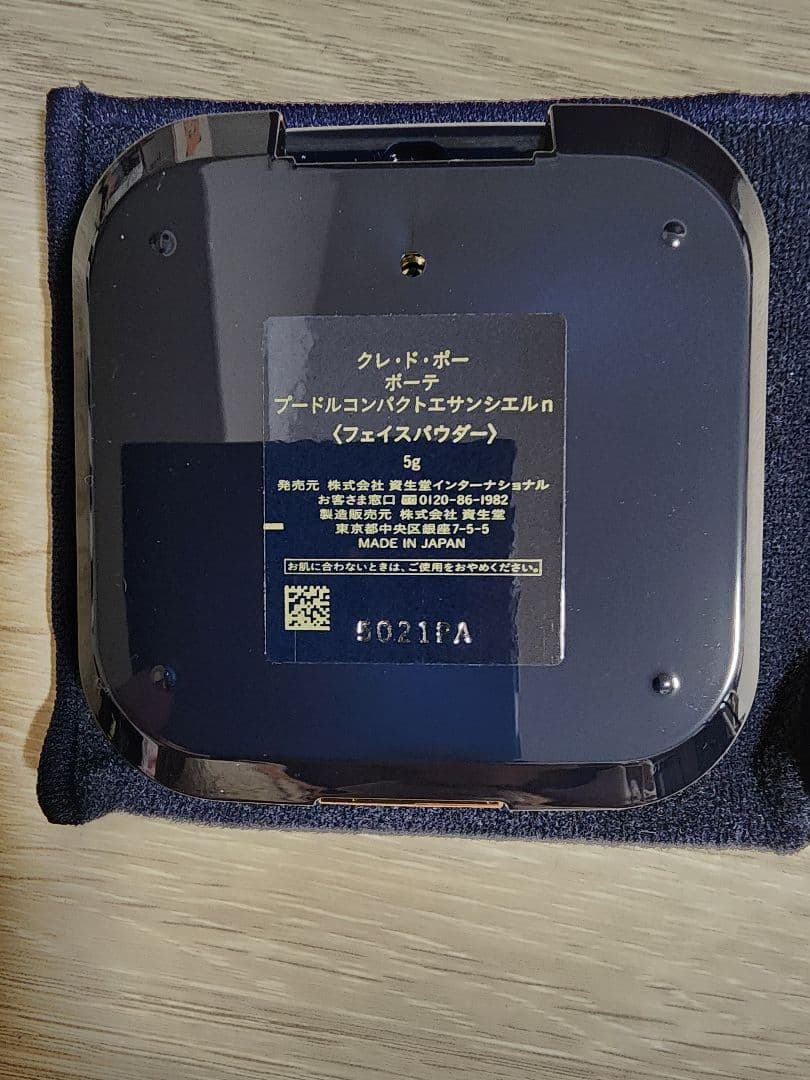 クレ・ド・ポー
ボーテ
プードルコンパクトエサンシエルn
〈フェイスパウダー〉
5g
発売元 株式会社 資生堂インターナショナル
お客さま窓口 0120-86-1982
製造販売元 株式会社 資生堂
東京都中央区銀座7-5-5
MADE IN JAPAN
お肌に合わないときは、ご使用をおやめください。
5021PA